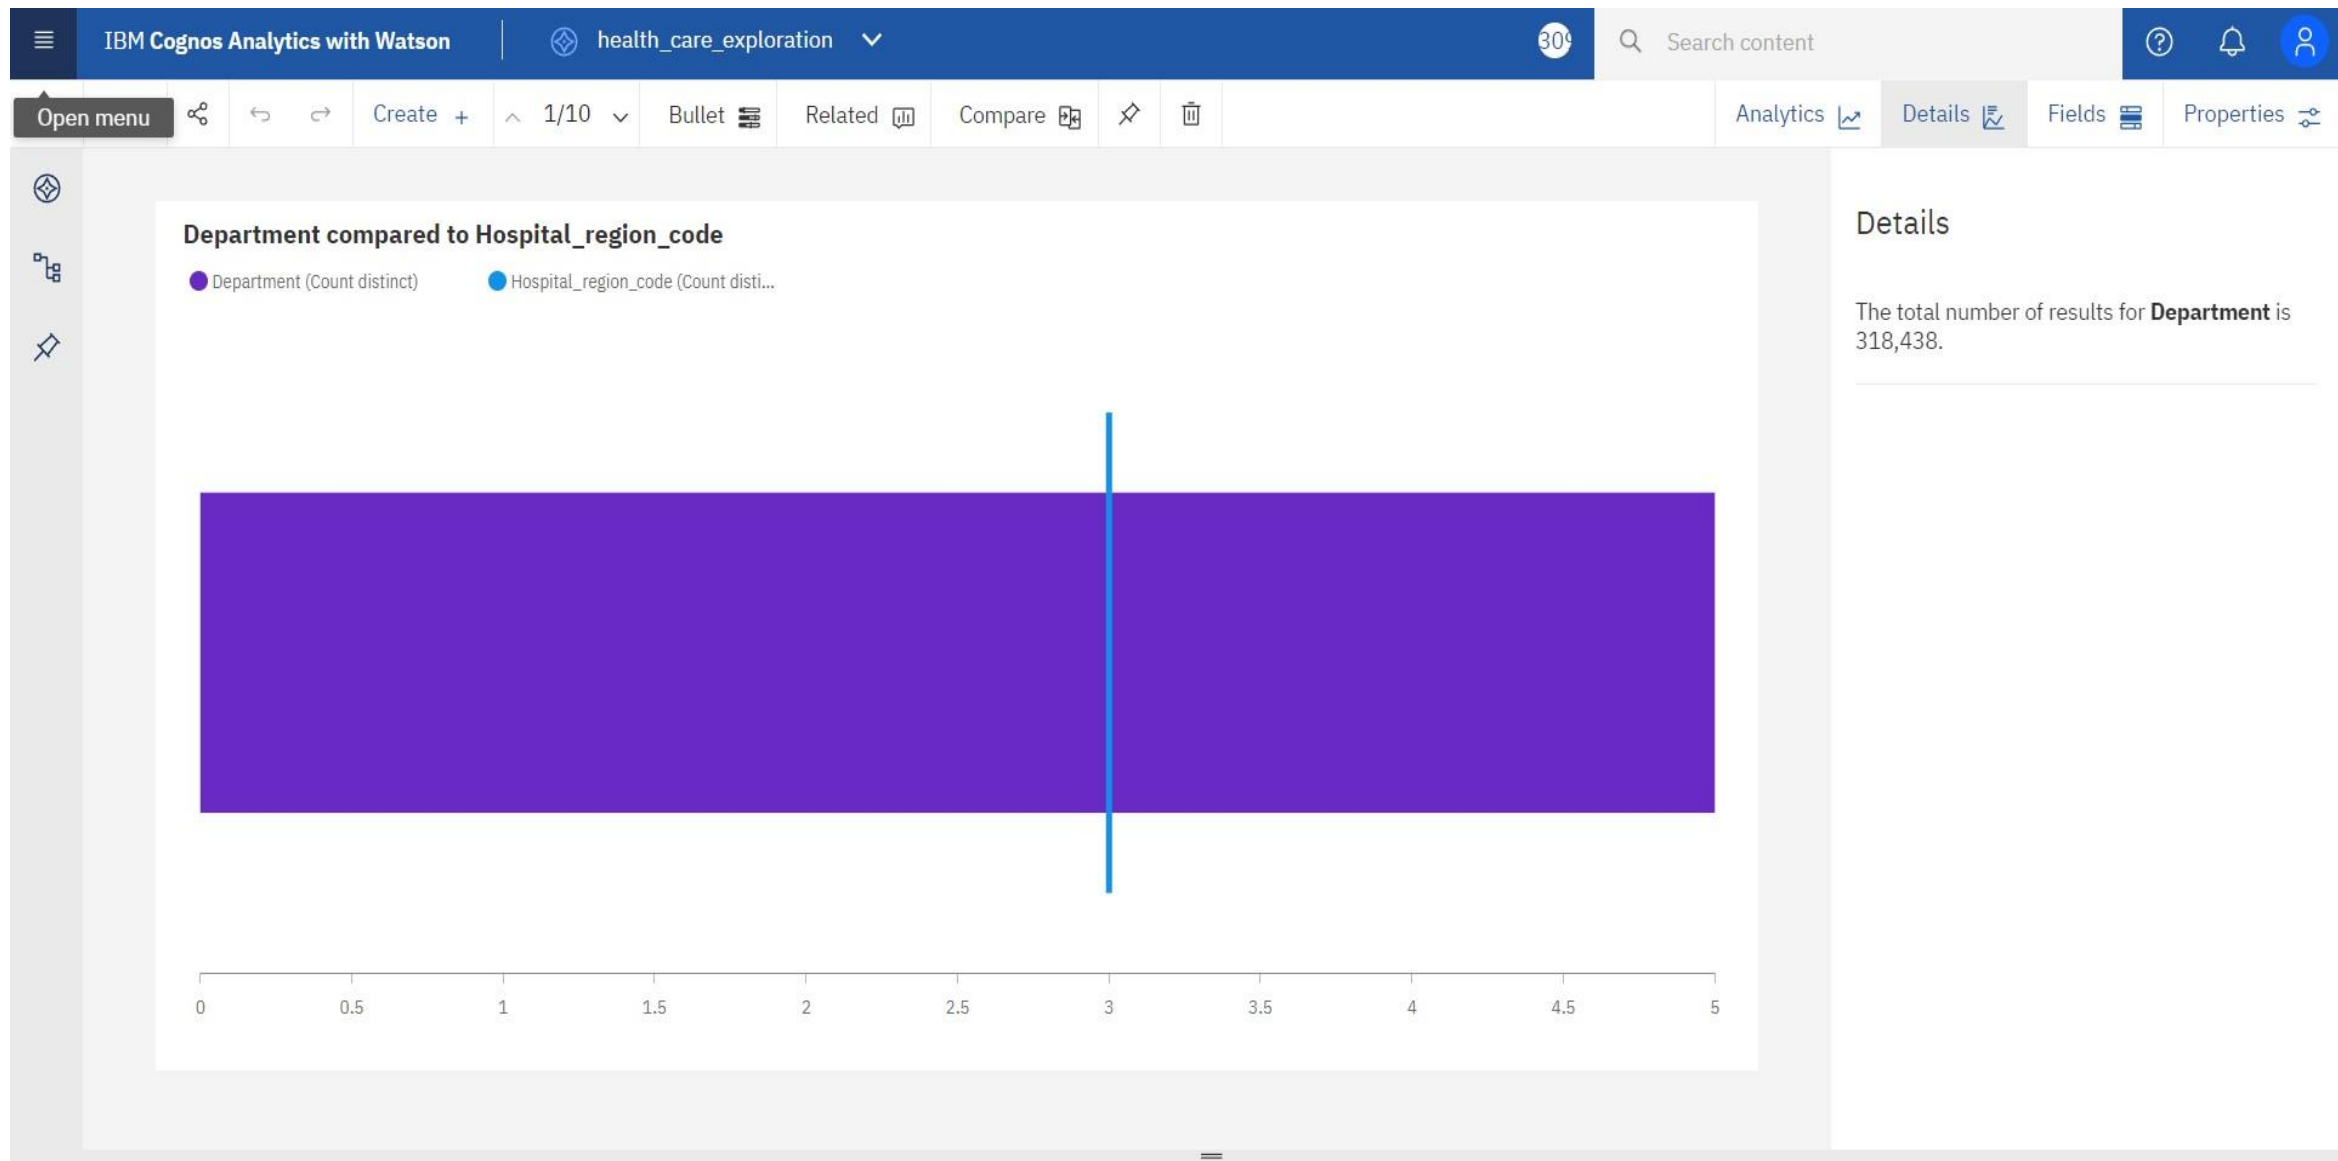 IBM Cognos Analytics with Watson health_care_exploration 309 Search content
Open menu Create + 1/10 Bullet Related Compare Analytics Details Fields Properties
Department compared to Hospital_region_code
Department (Count distinct) Hospital_region_code (Count disti...
0 0.5 1 1.5 2 2.5 3 3.5 4 4.5 5
Details
The total number of results for Department is
318,438.